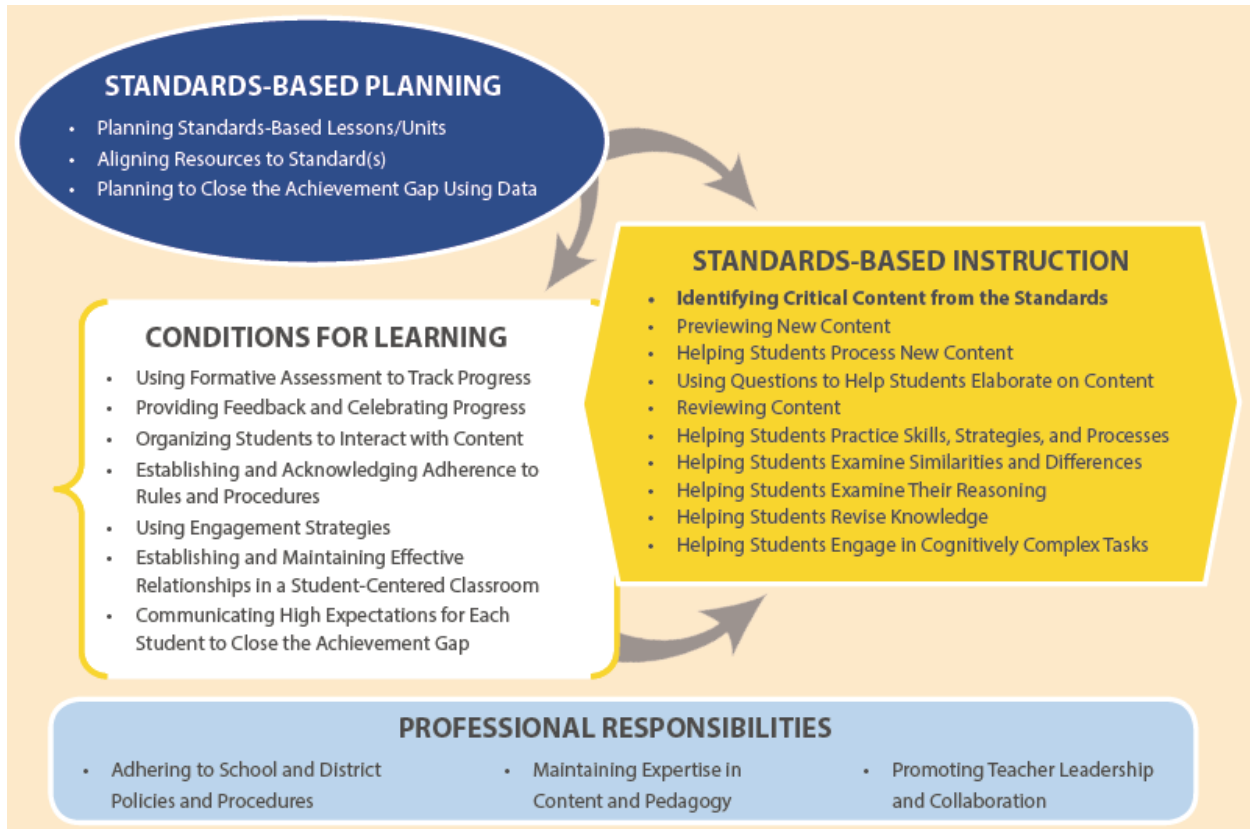 STANDARDS-BASED PLANNING
• Planning Standards-Based Lessons/Units
• Aligning Resources to Standard(s)
• Planning to Close the Achievement Gap Using Data
STANDARDS-BASED INSTRUCTION
• Identifying Critical Content from the Standards
• Previewing New Content
• Helping Students Process New Content
• Using Questions to Help Students Elaborate on Content
• Reviewing Content
• Helping Students Practice Skills, Strategies, and Processes
• Helping Students Examine Similarities and Differences
• Helping Students Examine Their Reasoning
• Helping Students Revise Knowledge
• Helping Students Engage in Cognitively Complex Tasks
CONDITIONS FOR LEARNING
• Using Formative Assessment to Track Progress
• Providing Feedback and Celebrating Progress
• Organizing Students to Interact with Content
• Establishing and Acknowledging Adherence to
Rules and Procedures
• Using Engagement Strategies
• Establishing and Maintaining Effective
Relationships in a Student-Centered Classroom
• Communicating High Expectations for Each
Student to Close the Achievement Gap
PROFESSIONAL RESPONSIBILITIES
• Adhering to School and District
Policies and Procedures
• Maintaining Expertise in
Content and Pedagogy
• Promoting Teacher Leadership
and Collaboration